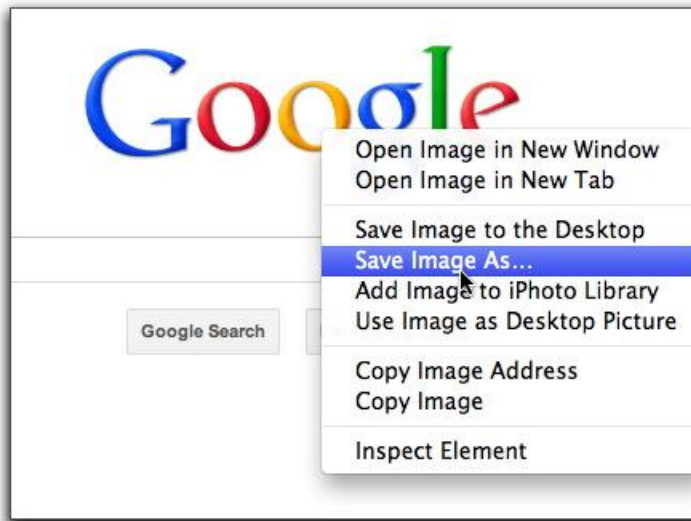 Google
Open Image in New Window
Open Image in New Tab
Save Image to the Desktop
Save Image As...
Add Image to iPhoto Library
Use Image as Desktop Picture
Google Search
Copy Image Address
Copy Image
Inspect Element